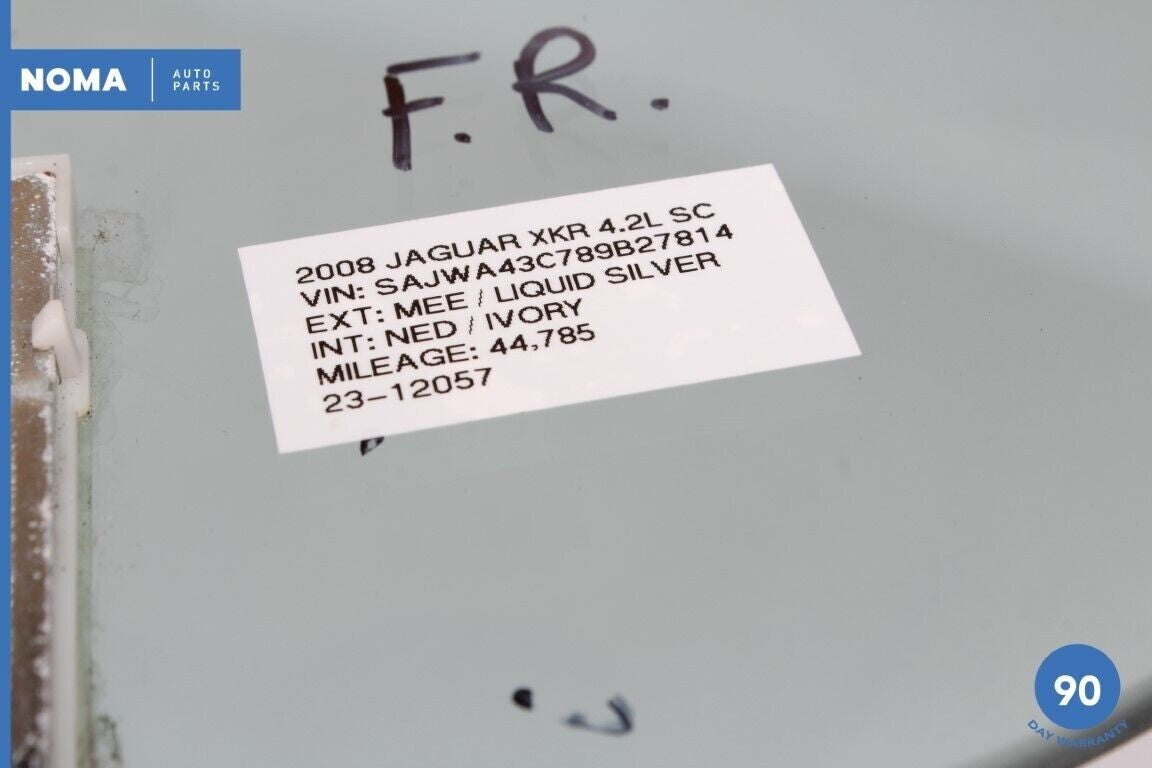 F.R.
NOMA
AUTO
PARTS
2008 JAGUAR XKR 4.2L SC
VIN: SAJWA43C789B27814
EXT: MEE / LIQUID SILVER
INT: NED / IVORY
MILEAGE: 44,785
23-12057
90
DAY WARRANTY